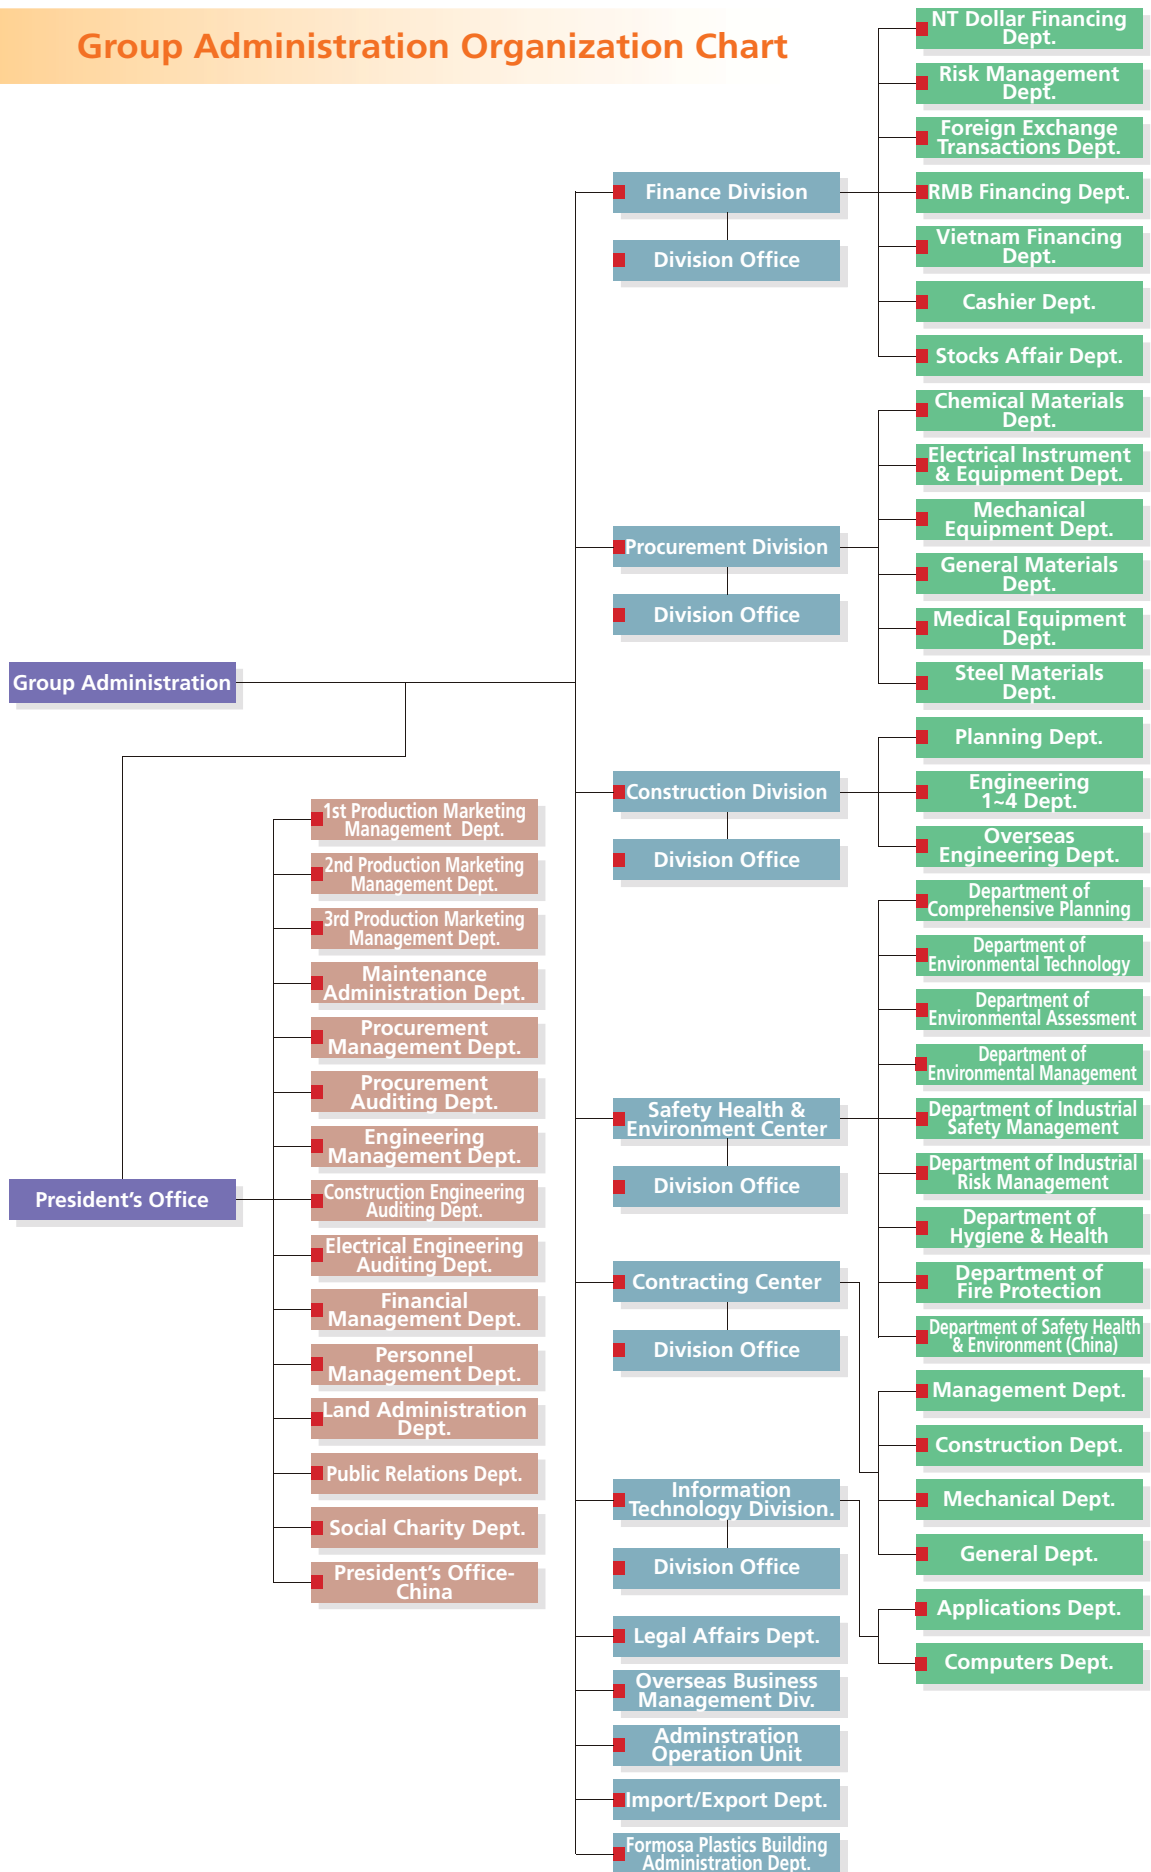 Group Administration Organization Chart
Group Administration
President’s Office
1st Production Marketing
Management  Dept.
2nd Production Marketing
Management Dept.
3rd Production Marketing
Management Dept.
Maintenance
Administration Dept.
Procurement
Management Dept.
Procurement
Auditing Dept.
Engineering
Management Dept.
Construction Engineering
Auditing Dept.
Electrical Engineering
Auditing Dept.
Financial
Management Dept.
Personnel
Management Dept.
Land Administration
Dept.
Public Relations Dept.
Social Charity Dept.
President’s Office-
China
Finance Division
Division Office
Procurement Division
Division Office
Construction Division
Division Office
Safety Health &
Environment Center
Division Office
Contracting Center
Division Office
Information
Technology Division.
Division Office
Legal Affairs Dept.
Overseas Business
Management Div.
Adminstration
Operation Unit
Import/Export Dept.
Formosa Plastics Building
Administration Dept.
NT Dollar Financing
Dept.
Risk Management
Dept.
Foreign Exchange
Transactions Dept.
RMB Financing Dept.
Vietnam Financing
Dept.
Cashier Dept.
Stocks Affair Dept.
Chemical Materials
Dept.
Electrical Instrument
& Equipment Dept.
Mechanical
Equipment Dept.
General Materials
Dept.
Medical Equipment
Dept.
Steel Materials
Dept.
Planning Dept.
Engineering
1~4 Dept.
Overseas
Engineering Dept.
Department of
Comprehensive Planning
Department of
Environmental Technology
Department of
Environmental Assessment
Department of
Environmental Management
Department of Industrial
Safety Management
Department of Industrial
Risk Management
Department of
Hygiene & Health
Department of
Fire Protection
Department of Safety Health
& Environment (China)
Management Dept.
Construction Dept.
Mechanical Dept.
General Dept.
Applications Dept.
Computers Dept.